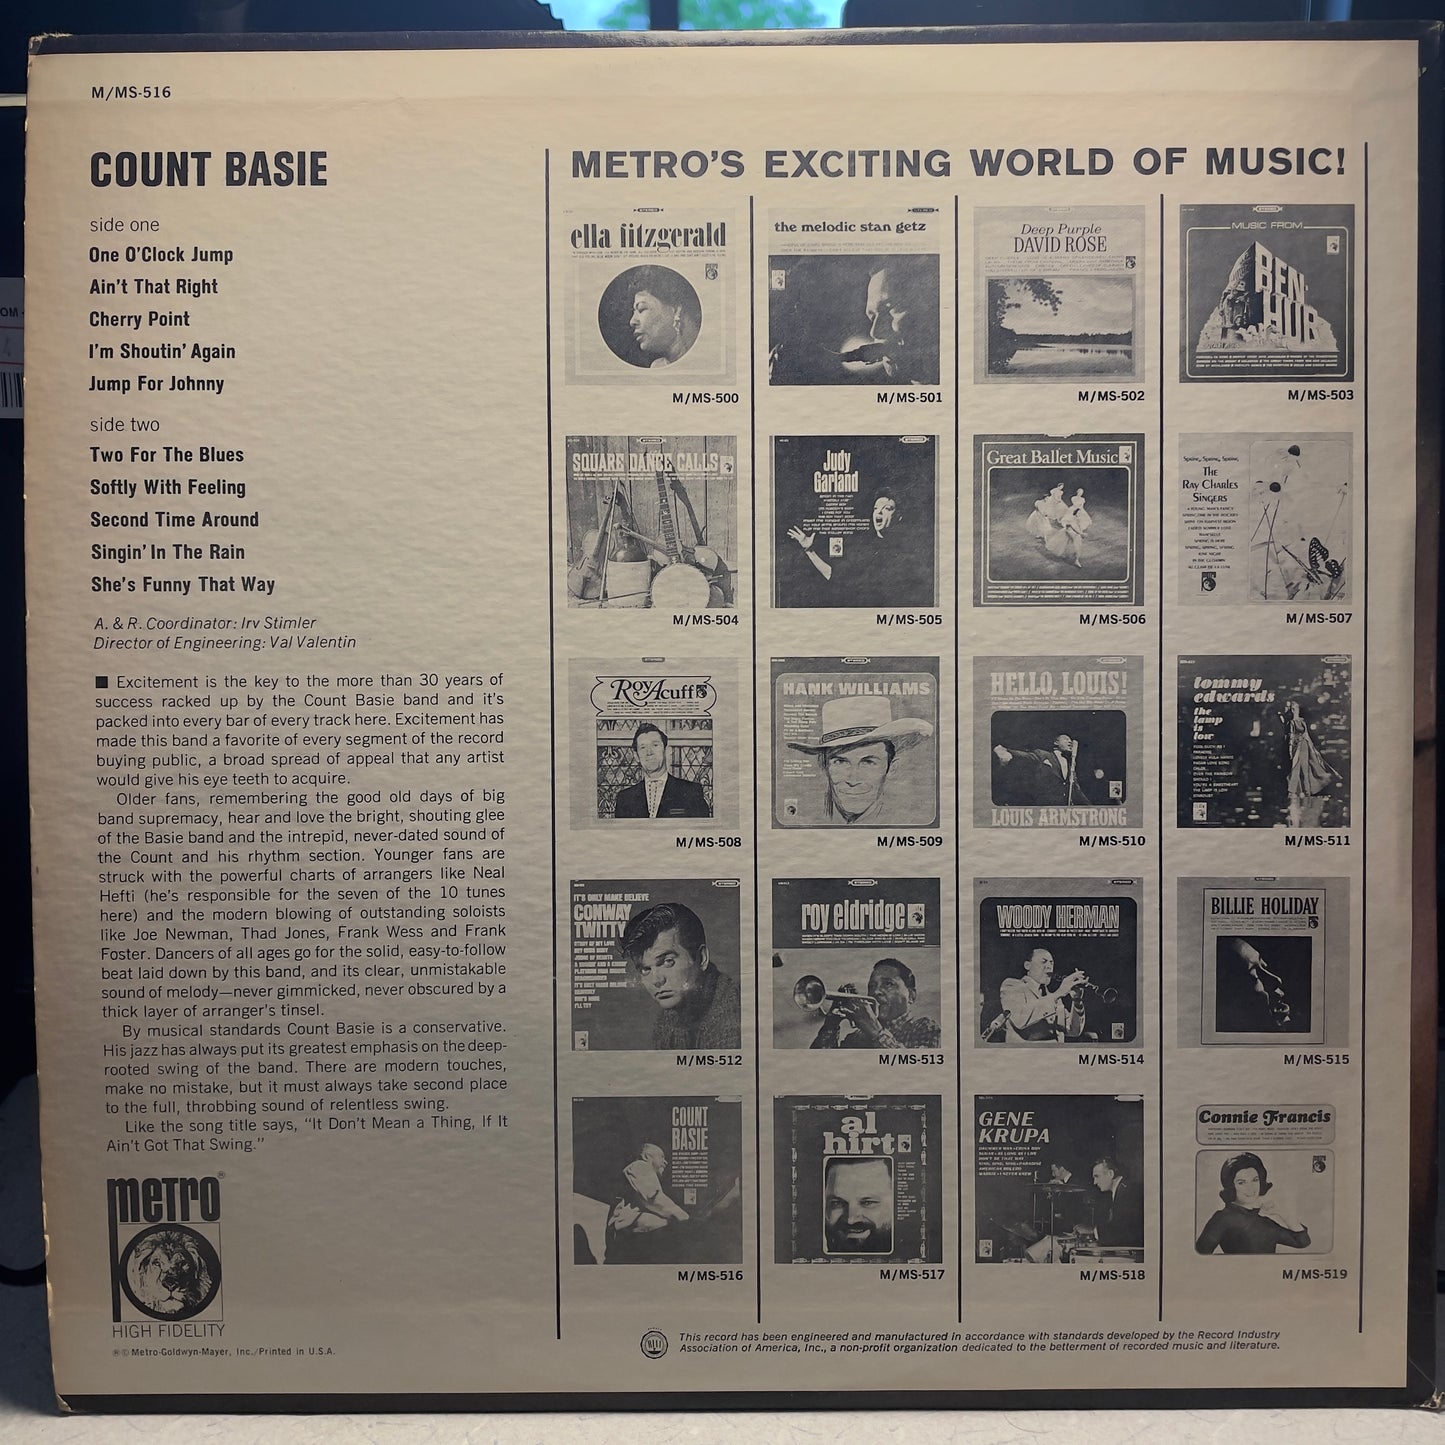 M/MS-516
COUNT BASIE
side one
One O'Clock Jump
Ain't That Right
Cherry Point
I'm Shoutin' Again
Jump For Johnny
side two
Two For The Blues
Softly With Feeling
Second Time Around
Singin' In The Rain
She's Funny That Way
A. & R. Coordinator: Irv Stimler
Director of Engineering: Val Valentin
■ Excitement is the key to the more than 30 years of
success racked up by the Count Basie band and it's
packed into every bar of every track here. Excitement has
made this band a favorite of every segment of the record
buying public, a broad spread of appeal that any artist
would give his eye teeth to acquire.
Older fans, remembering the good old days of big
band supremacy, hear and love the bright, shouting glee
of the Basie band and the intrepid, never-dated sound of
the Count and his rhythm section. Younger fans are
struck with the powerful charts of arrangers like Neal
Hefti (he's responsible for the seven of the 10 tunes
here) and the modern blowing of outstanding soloists
like Joe Newman, Thad Jones, Frank Wess and Frank
Foster. Dancers of all ages go for the solid, easy-to-follow
beat laid down by this band, and its clear, unmistakable
sound of melody—never gimmicked, never obscured by a
thick layer of arranger's tinsel.
By musical standards Count Basie is a conservative.
His jazz has always put its greatest emphasis on the deep-
rooted swing of the band. There are modern touches,
make no mistake, but it must always take second place
to the full, throbbing sound of relentless swing.
Like the song title says, "It Don't Mean a Thing, If It
Ain't Got That Swing."
metro®
HIGH FIDELITY
℗© Metro-Goldwyn-Mayer, Inc./Printed in U.S.A.
METRO'S EXCITING WORLD OF MUSIC!
ella fitzgerald
M/MS-500
the melodic stan getz
M/MS-501
Deep Purple
DAVID ROSE
M/MS-502
MUSIC FROM
BEN-
HUR
M/MS-503
SQUARE DANCE CALLS
M/MS-504
Judy
Garland
M/MS-505
Great Ballet Music
M/MS-506
Spring, Spring, Spring
THE
RAY CHARLES
SINGERS
M/MS-507
Roy Acuff
M/MS-508
HANK WILLIAMS
M/MS-509
HELLO, LOUIS!
LOUIS ARMSTRONG
M/MS-510
tommy
edwards
the
lamp
is
low
M/MS-511
IT'S ONLY MAKE BELIEVE
CONWAY
TWITTY
M/MS-512
roy eldridge
M/MS-513
WOODY HERMAN
M/MS-514
BILLIE HOLIDAY
M/MS-515
COUNT
BASIE
M/MS-516
al
hirt
M/MS-517
GENE
KRUPA
M/MS-518
Connie Francis
M/MS-519
This record has been engineered and manufactured in accordance with standards developed by the Record Industry
Association of America, Inc., a non-profit organization dedicated to the betterment of recorded music and literature.